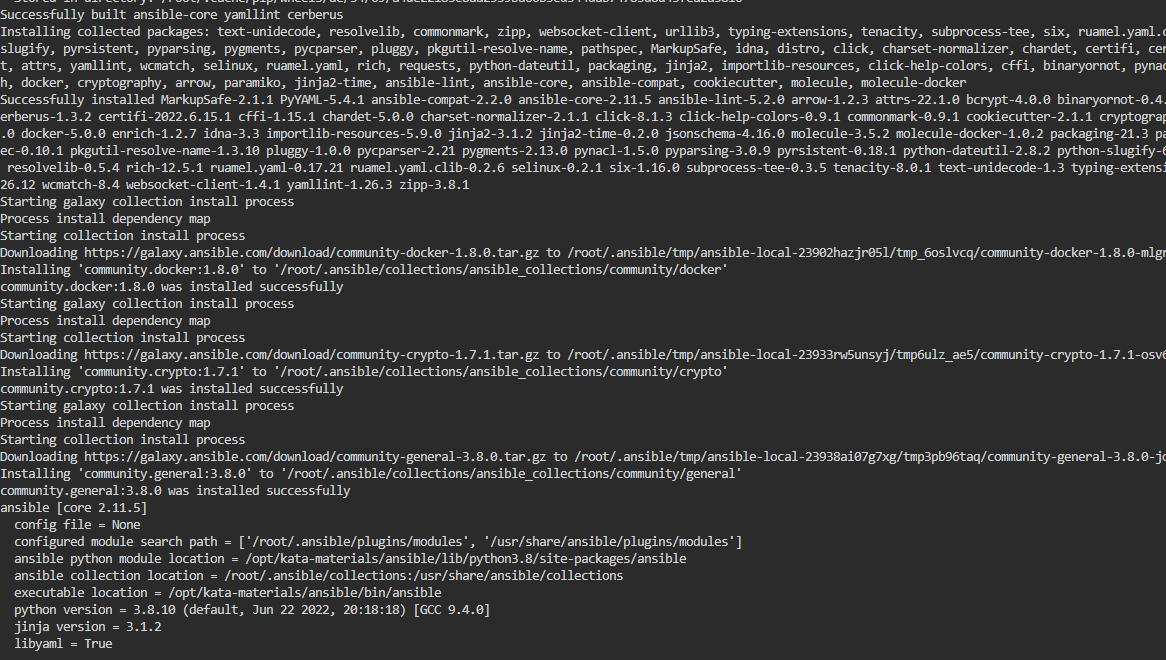 Successfully built ansible-core yamllint cerberus
Installing collected packages: text-unidecode, resolvelib, commonmark, zipp, websocket-client, urllib3, typing-extensions, tenacity, subprocess-tee, six, ruamel.yaml.c
slugify, pyrsistent, pyparsing, pygments, pycparser, pluggy, pkgutil-resolve-name, pathspec, MarkupSafe, idna, distro, click, charset-normalizer, chardet, certifi, cer
t, attrs, yamllint, wcmatch, selinux, ruamel.yaml, rich, requests, python-dateutil, packaging, jinja2, importlib-resources, click-help-colors, cffi, binaryornot, pynac
h, docker, cryptography, arrow, paramiko, jinja2-time, ansible-lint, ansible-core, ansible-compat, cookiecutter, molecule, molecule-docker
Successfully installed MarkupSafe-2.1.1 PyYAML-5.4.1 ansible-compat-2.2.0 ansible-core-2.11.5 ansible-lint-5.2.0 arrow-1.2.3 attrs-22.1.0 bcrypt-4.0.0 binaryornot-0.4.
erberus-1.3.2 certifi-2022.6.15.1 cffi-1.15.1 chardet-5.0.0 charset-normalizer-2.1.1 click-8.1.3 click-help-colors-0.9.1 commonmark-0.9.1 cookiecutter-2.1.1 cryptograp
.0 docker-5.0.0 enrich-1.2.7 idna-3.3 importlib-resources-5.9.0 jinja2-3.1.2 jinja2-time-0.2.0 jsonschema-4.16.0 molecule-3.5.2 molecule-docker-1.0.2 packaging-21.3 pa
ec-0.10.1 pkgutil-resolve-name-1.3.10 pluggy-1.0.0 pycparser-2.21 pygments-2.13.0 pynacl-1.5.0 pyparsing-3.0.9 pyrsistent-0.18.1 python-dateutil-2.8.2 python-slugify-6
resolvelib-0.5.4 rich-12.5.1 ruamel.yaml-0.17.21 ruamel.yaml.clib-0.2.6 selinux-0.2.1 six-1.16.0 subprocess-tee-0.3.5 tenacity-8.0.1 text-unidecode-1.3 typing-extensi
26.12 wcmatch-8.4 websocket-client-1.4.1 yamllint-1.26.3 zipp-3.8.1
Starting galaxy collection install process
Process install dependency map
Starting collection install process
Downloading https://galaxy.ansible.com/download/community-docker-1.8.0.tar.gz to /root/.ansible/tmp/ansible-local-23902hazjr05l/tmp_6oslvcq/community-docker-1.8.0-mlgr
Installing 'community.docker:1.8.0' to '/root/.ansible/collections/ansible_collections/community/docker'
community.docker:1.8.0 was installed successfully
Starting galaxy collection install process
Process install dependency map
Starting collection install process
Downloading https://galaxy.ansible.com/download/community-crypto-1.7.1.tar.gz to /root/.ansible/tmp/ansible-local-23933rw5unsyj/tmp6ulz_ae5/community-crypto-1.7.1-osv6
Installing 'community.crypto:1.7.1' to '/root/.ansible/collections/ansible_collections/community/crypto'
community.crypto:1.7.1 was installed successfully
Starting galaxy collection install process
Process install dependency map
Starting collection install process
Downloading https://galaxy.ansible.com/download/community-general-3.8.0.tar.gz to /root/.ansible/tmp/ansible-local-23938ai07g7xg/tmp3pb96taq/community-general-3.8.0-jc
Installing 'community.general:3.8.0' to '/root/.ansible/collections/ansible_collections/community/general'
community.general:3.8.0 was installed successfully
ansible [core 2.11.5]
config file = None
configured module search path = ['/root/.ansible/plugins/modules', '/usr/share/ansible/plugins/modules']
ansible python module location = /opt/kata-materials/ansible/lib/python3.8/site-packages/ansible
ansible collection location = /root/.ansible/collections:/usr/share/ansible/collections
executable location = /opt/kata-materials/ansible/bin/ansible
python version = 3.8.10 (default, Jun 22 2022, 20:18:18) [GCC 9.4.0]
jinja version = 3.1.2
libyaml = True